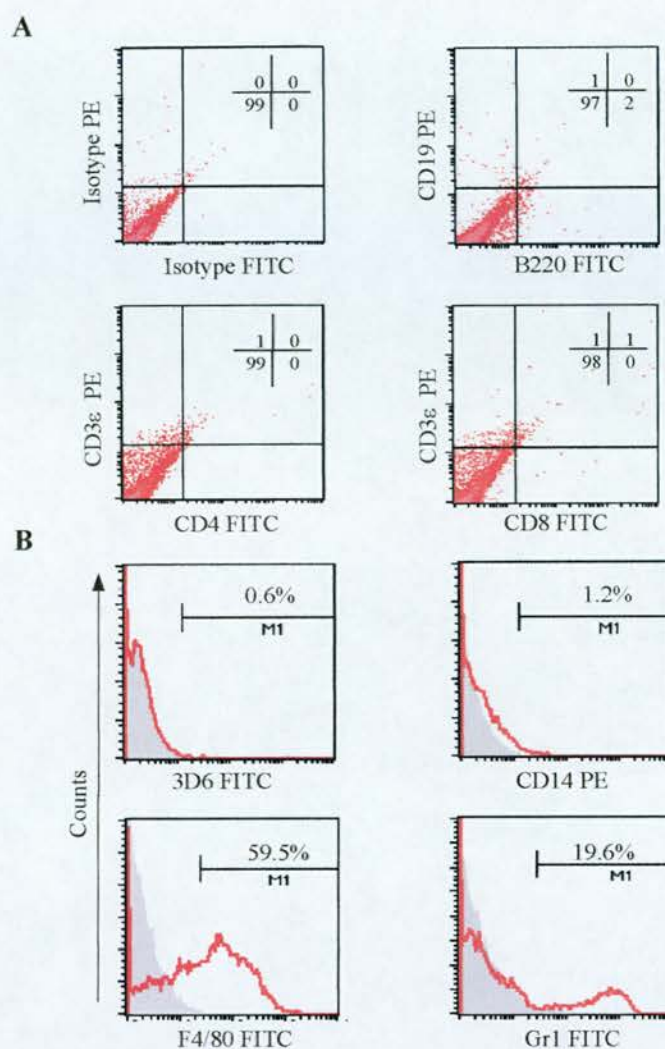 A
Isotype PE
0 0
99 0
Isotype FITC
CD19 PE
1 0
97 2
B220 FITC
CD3ε PE
1 0
99 0
CD4 FITC
CD3ε PE
1 1
98 0
CD8 FITC
B
Counts
0.6%
M1
3D6 FITC
1.2%
M1
CD14 PE
59.5%
M1
F4/80 FITC
19.6%
M1
Gr1 FITC